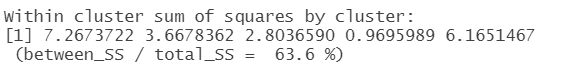 Within cluster sum of squares by cluster:
[1] 7.2673722 3.6678362 2.8036590 0.9695989 6.1651467
(between_SS / total_SS =  63.6 %)